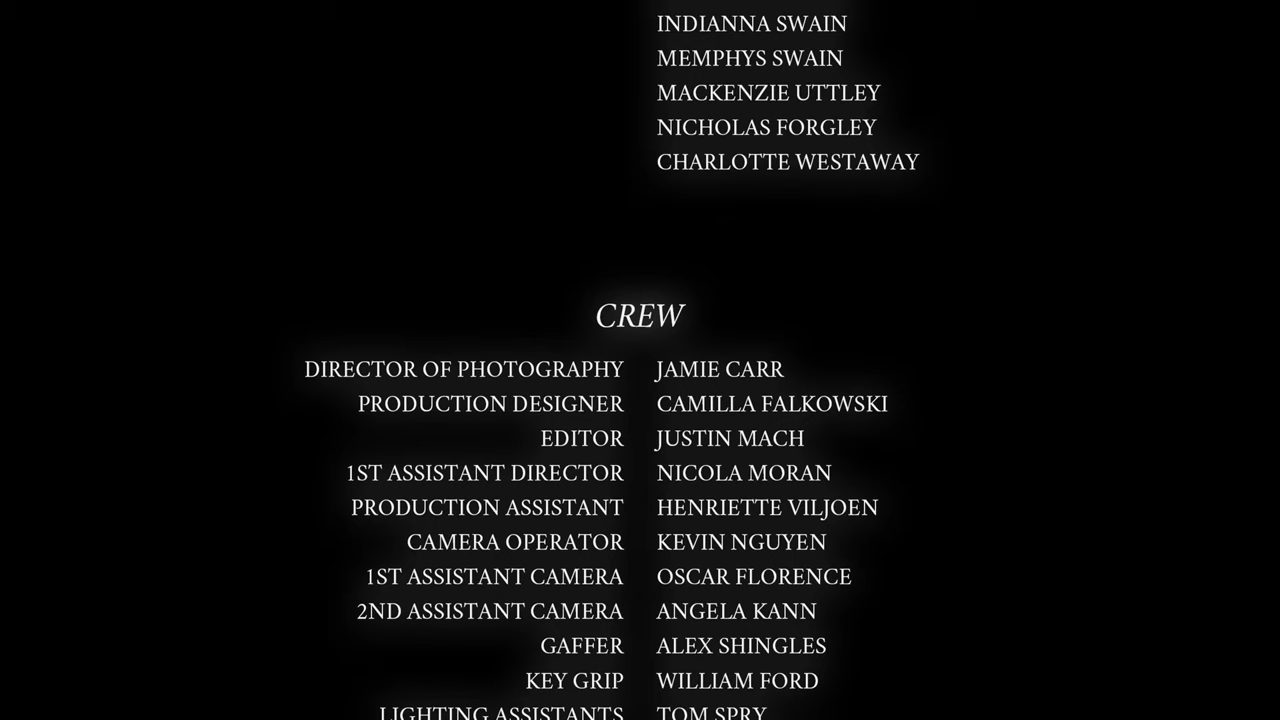 INDIANNA SWAIN
MEMPHYS SWAIN
MACKENZIE UTTLEY
NICHOLAS FORGLEY
CHARLOTTE WESTAWAY
CREW
DIRECTOR OF PHOTOGRAPHY JAMIE CARR
PRODUCTION DESIGNER CAMILLA FALKOWSKI
EDITOR JUSTIN MACH
1ST ASSISTANT DIRECTOR NICOLA MORAN
PRODUCTION ASSISTANT HENRIETTE VILJOEN
CAMERA OPERATOR KEVIN NGUYEN
1ST ASSISTANT CAMERA OSCAR FLORENCE
2ND ASSISTANT CAMERA ANGELA KANN
GAFFER ALEX SHINGLES
KEY GRIP WILLIAM FORD
LIGHTING ASSISTANTS TOM SPRY